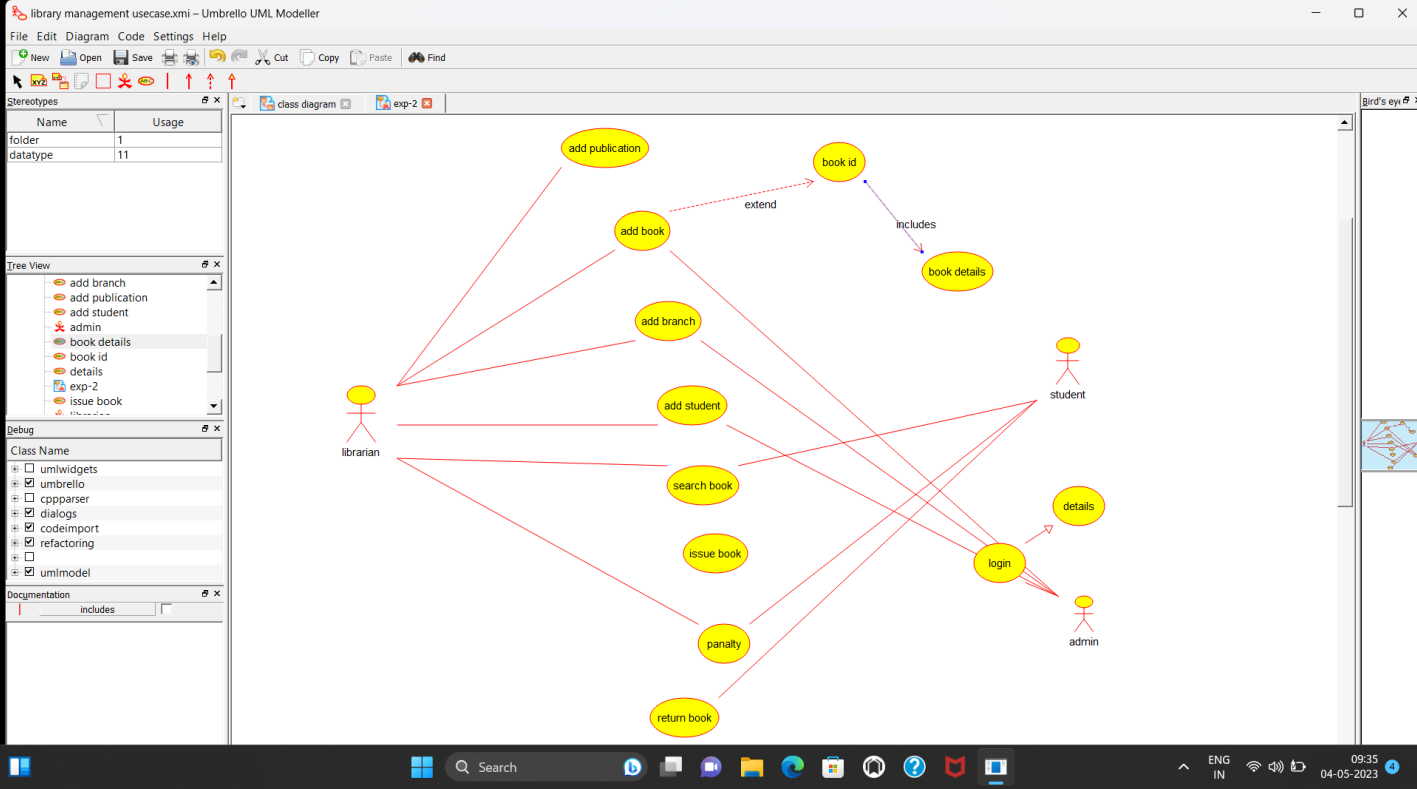 library management usecase.xmi – Umbrello UML Modeller
File Edit Diagram Code Settings Help
New Open Save Cut Copy Paste Find
Stereotypes
Name Usage
folder 1
datatype 11
Tree View
add branch
add publication
add student
admin
book details
book id
details
exp-2
issue book
Debug
Class Name
umlwidgets
umbrello
cppparser
dialogs
codeimport
refactoring
umlmodel
Documentation
includes
class diagram exp-2
Bird's eye
add publication
book id
extend
add book
includes
book details
add branch
student
add student
librarian
search book
details
issue book
login
admin
panalty
return book
Search
ENG
IN
09:35
04-05-2023
4